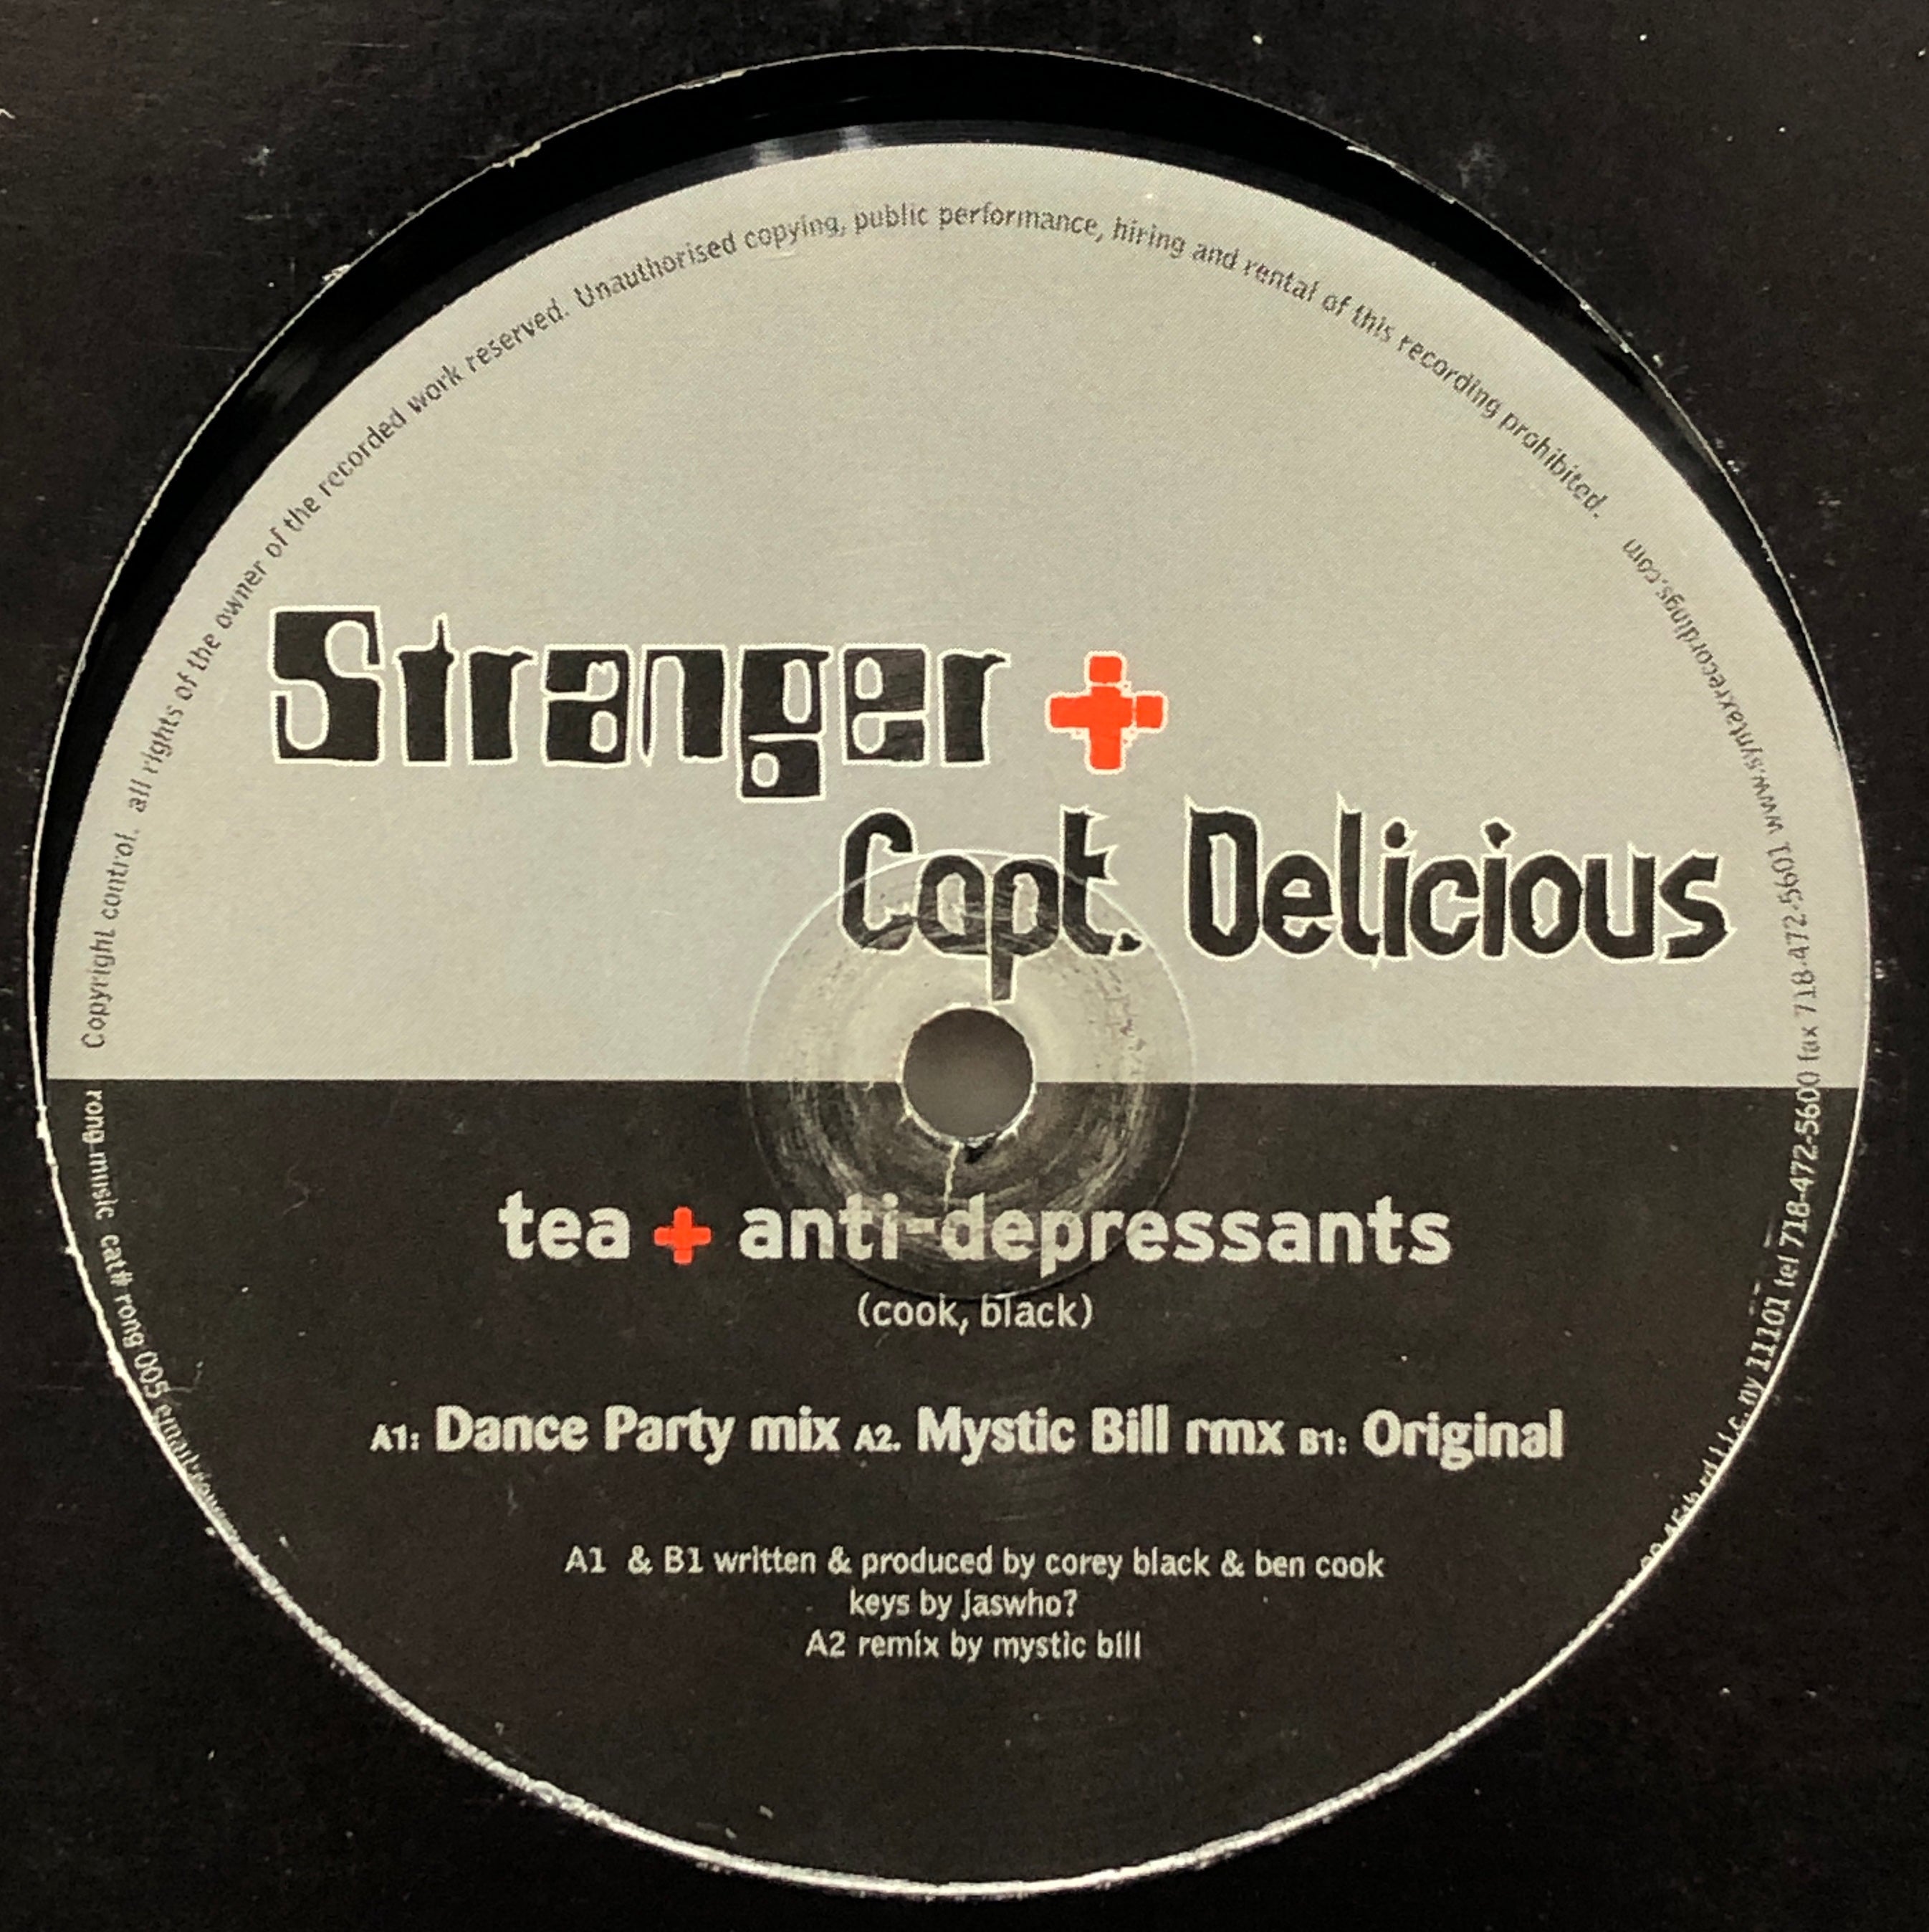 Copyright control. all rights of the owner of the recorded work reserved. Unauthorised copying, public performance, hiring and rental of this recording prohibited.
Stranger +
Capt. Delicious
tea + anti-depressants
(cook, black)
A1: Dance Party mix A2. Mystic Bill rmx B1: Original
A1 & B1 written & produced by corey black & ben cook
keys by jaswho?
A2 remix by mystic bill
rong music cat# rong 005
45th rd l.i.c. ny 11101 tel 718-472-5600 fax 718-472-5601 www.syntaxrecordings.com